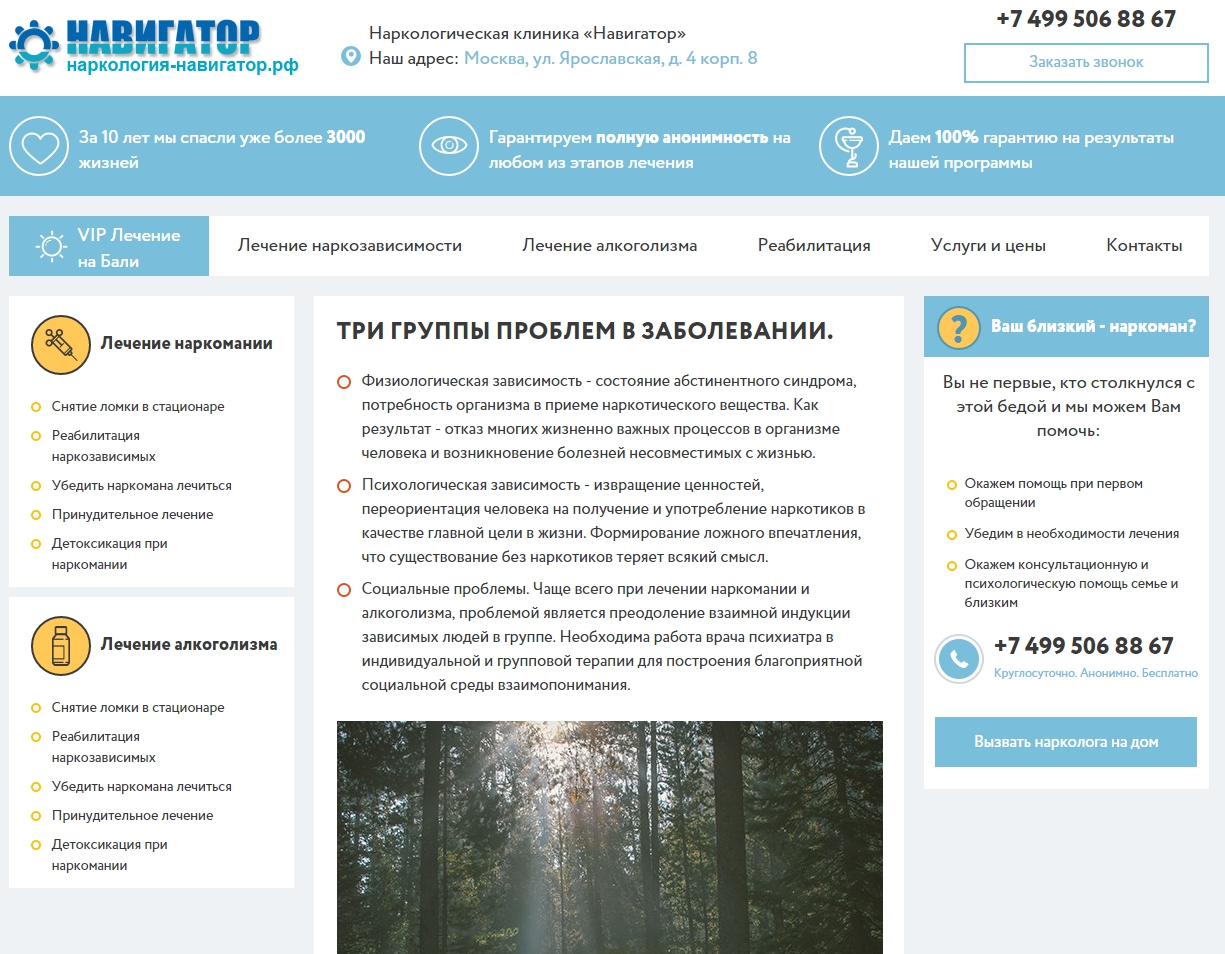 НАВИГАТОР
наркология-навигатор.рф
Наркологическая клиника «Навигатор»
Наш адрес: Москва, ул. Ярославская, д. 4 корп. 8
+7 499 506 88 67
Заказать звонок
За 10 лет мы спасли уже более 3000
жизней
Гарантируем полную анонимность на
любом из этапов лечения
Даем 100% гарантию на результаты
нашей программы
VIP Лечение
на Бали
Лечение наркозависимости
Лечение алкоголизма
Реабилитация
Услуги и цены
Контакты
Лечение наркомании
Снятие ломки в стационаре
Реабилитация
наркозависимых
Убедить наркомана лечиться
Принудительное лечение
Детоксикация при
наркомании
Лечение алкоголизма
Снятие ломки в стационаре
Реабилитация
наркозависимых
Убедить наркомана лечиться
Принудительное лечение
Детоксикация при
наркомании
ТРИ ГРУППЫ ПРОБЛЕМ В ЗАБОЛЕВАНИИ.
Физиологическая зависимость - состояние абстинентного синдрома,
потребность организма в приеме наркотического вещества. Как
результат - отказ многих жизненно важных процессов в организме
человека и возникновение болезней несовместимых с жизнью.
Психологическая зависимость - извращение ценностей,
переориентация человека на получение и употребление наркотиков в
качестве главной цели в жизни. Формирование ложного впечатления,
что существование без наркотиков теряет всякий смысл.
Социальные проблемы. Чаще всего при лечении наркомании и
алкоголизма, проблемой является преодоление взаимной индукции
зависимых людей в группе. Необходима работа врача психиатра в
индивидуальной и групповой терапии для построения благоприятной
социальной среды взаимопонимания.
Ваш близкий - наркоман?
Вы не первые, кто столкнулся с
этой бедой и мы можем Вам
помочь:
Окажем помощь при первом
обращении
Убедим в необходимости лечения
Окажем консультационную и
психологическую помощь семье и
близким
+7 499 506 88 67
Круглосуточно. Анонимно. Бесплатно
Вызвать нарколога на дом